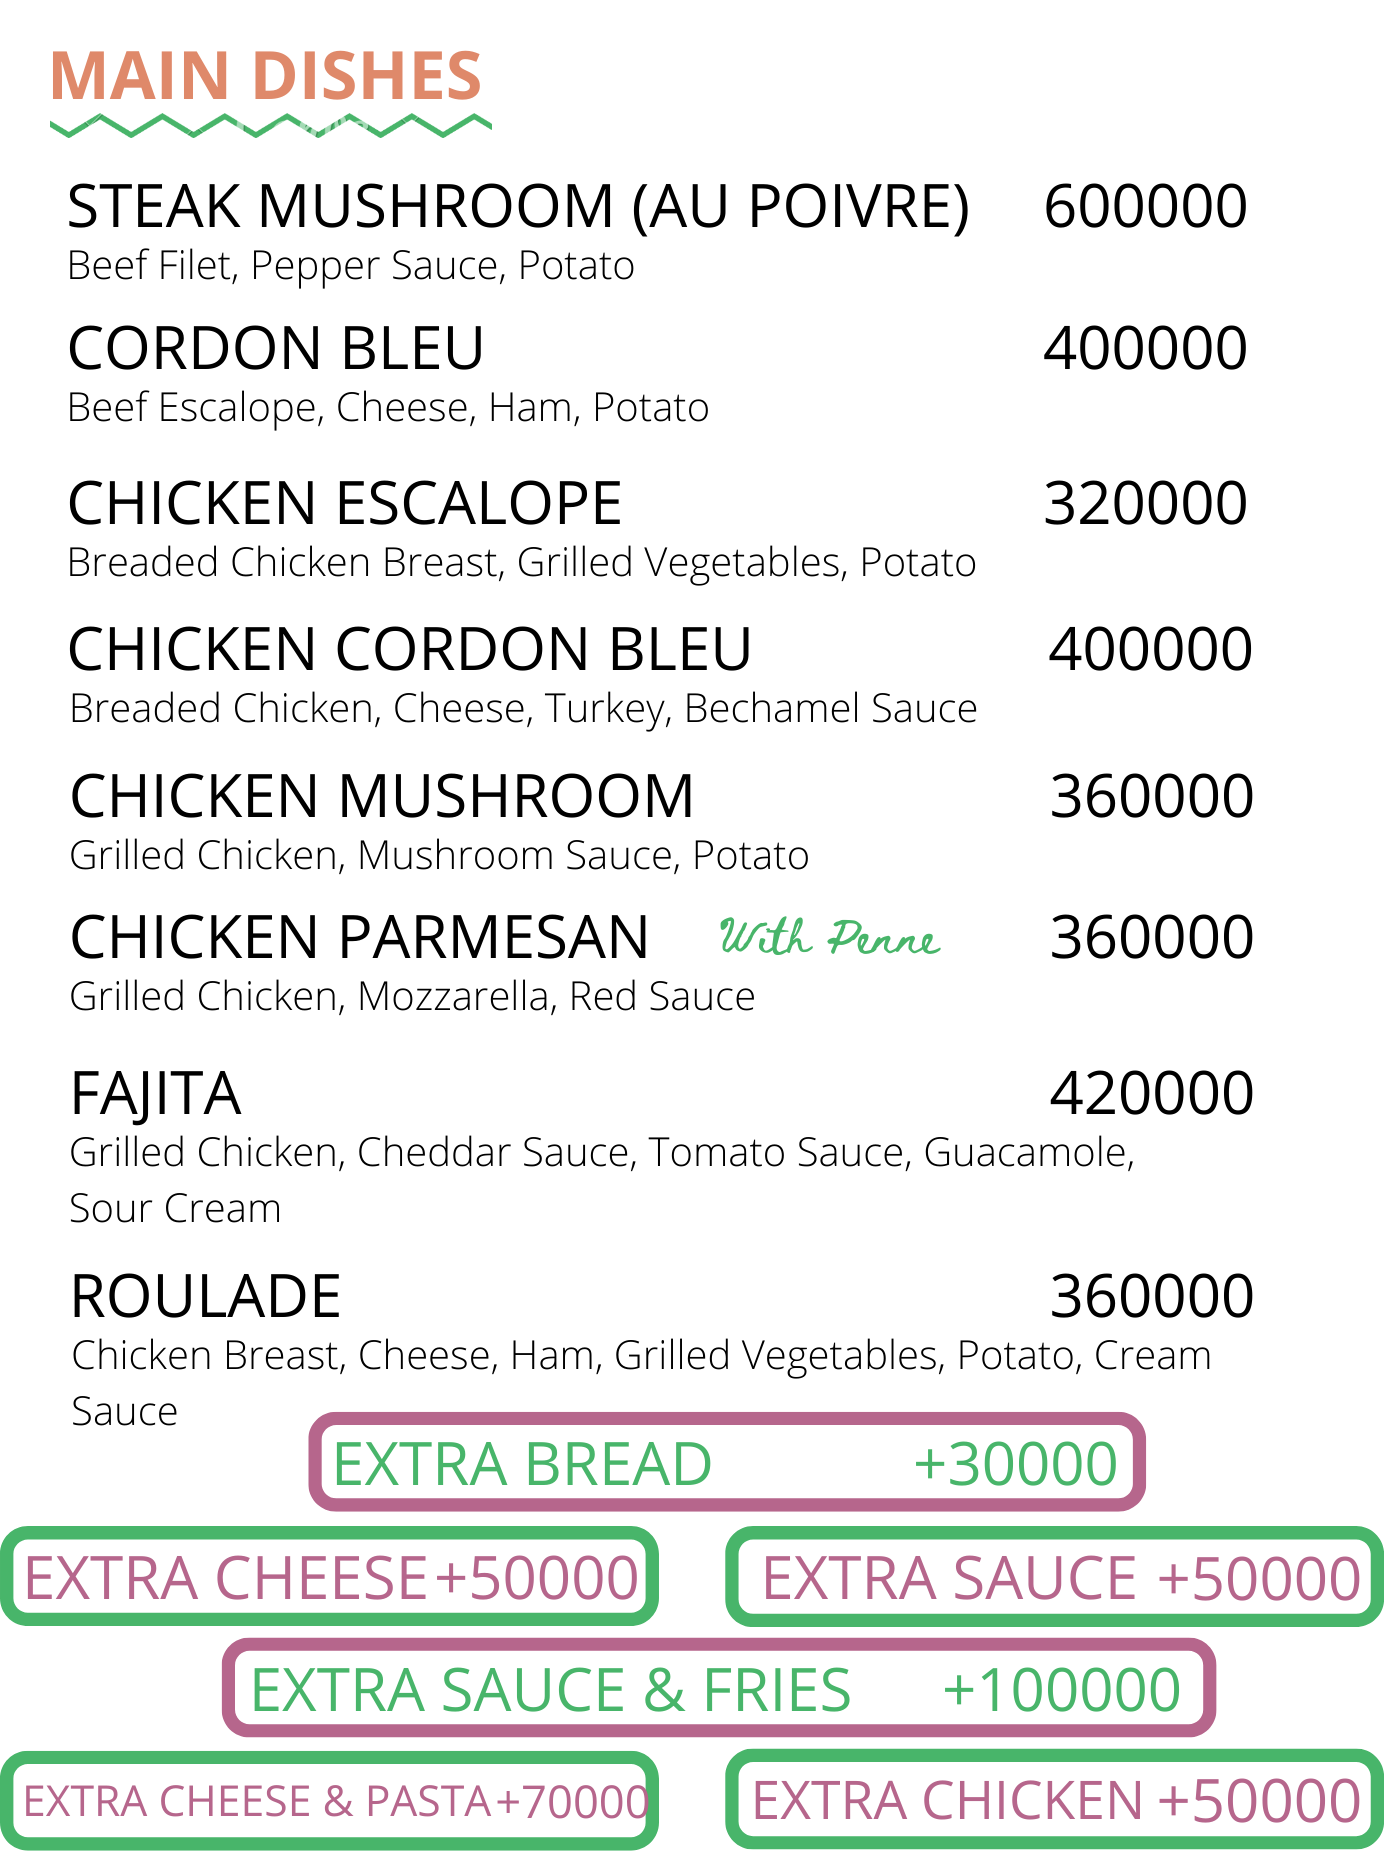 MAIN DISHES
STEAK MUSHROOM (AU POIVRE) 600000
Beef Filet, Pepper Sauce, Potato
CORDON BLEU 400000
Beef Escalope, Cheese, Ham, Potato
CHICKEN ESCALOPE 320000
Breaded Chicken Breast, Grilled Vegetables, Potato
CHICKEN CORDON BLEU 400000
Breaded Chicken, Cheese, Turkey, Bechamel Sauce
CHICKEN MUSHROOM 360000
Grilled Chicken, Mushroom Sauce, Potato
CHICKEN PARMESAN With Penne 360000
Grilled Chicken, Mozzarella, Red Sauce
FAJITA 420000
Grilled Chicken, Cheddar Sauce, Tomato Sauce, Guacamole,
Sour Cream
ROULADE 360000
Chicken Breast, Cheese, Ham, Grilled Vegetables, Potato, Cream
Sauce
EXTRA BREAD +30000
EXTRA CHEESE +50000
EXTRA SAUCE +50000
EXTRA SAUCE & FRIES +100000
EXTRA CHEESE & PASTA +70000
EXTRA CHICKEN +50000